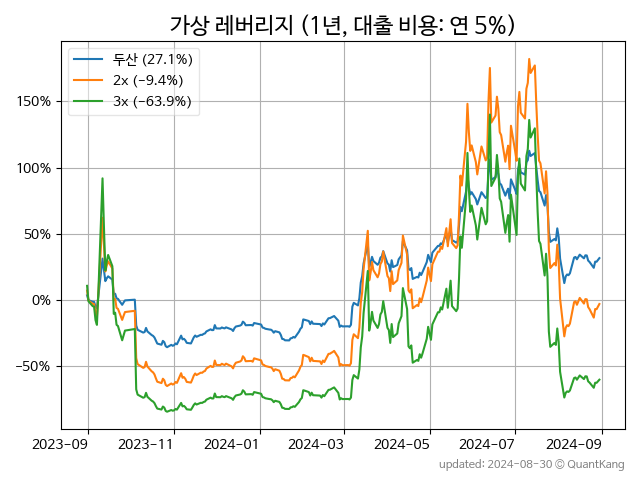 가상 레버리지 (1년, 대출 비용: 연 5%)
두산 (27.1%)
2x (−9.4%)
3x (−63.9%)
150%
100%
50%
0%
−50%
2023-09 2023-11 2024-01 2024-03 2024-05 2024-07 2024-09
updated: 2024-08-30 © QuantKang